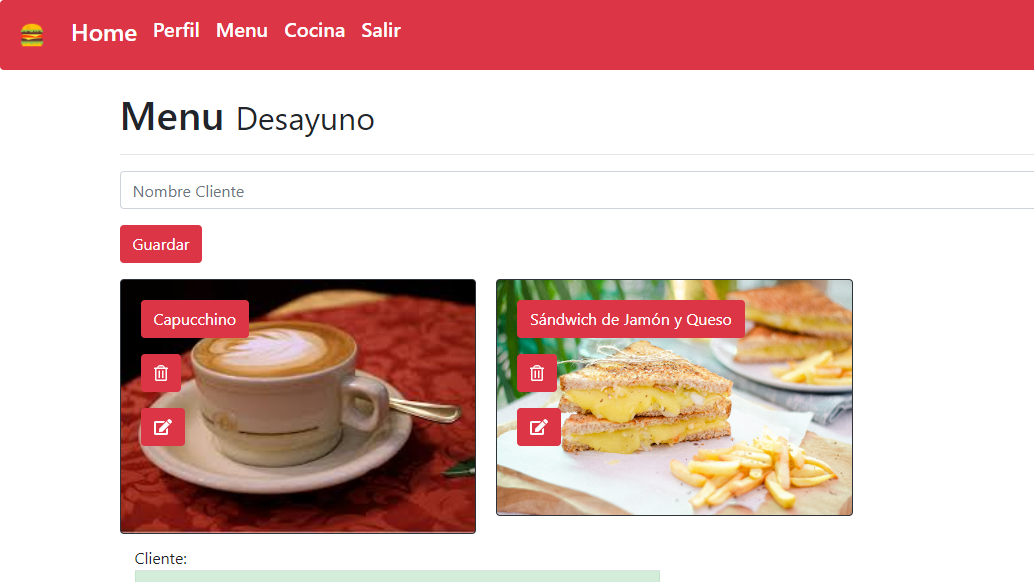 Home Perfil Menu Cocina Salir
Menu Desayuno
Nombre Cliente
Guardar
Capucchino
Sándwich de Jamón y Queso
Cliente: